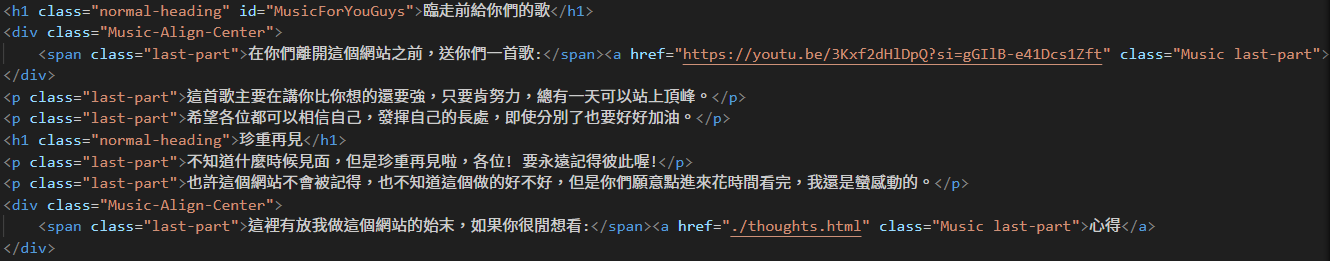 <h1 class="normal-heading" id="MusicForYouGuys">臨走前給你們的歌</h1>
<div class="Music-Align-Center">
    <span class="last-part">在你們離開這個網站之前，送你們一首歌:</span><a href="https://youtu.be/3Kxf2dHlDpQ?si=gGIlB-e41Dcs1Zft" class="Music last-part">
</div>
<p class="last-part">這首歌主要在講你比你想的還要強，只要肯努力，總有一天可以站上頂峰。</p>
<p class="last-part">希望各位都可以相信自己，發揮自己的長處，即使分別了也要好好加油。</p>
<h1 class="normal-heading">珍重再見</h1>
<p class="last-part">不知道什麼時候見面，但是珍重再見啦，各位! 要永遠記得彼此喔!</p>
<p class="last-part">也許這個網站不會被記得，也不知道這個做的好不好，但是你們願意點進來花時間看完，我還是蠻感動的。</p>
<div class="Music-Align-Center">
    <span class="last-part">這裡有放我做這個網站的始末，如果你很閒想看:</span><a href="./thoughts.html" class="Music last-part">心得</a>
</div>